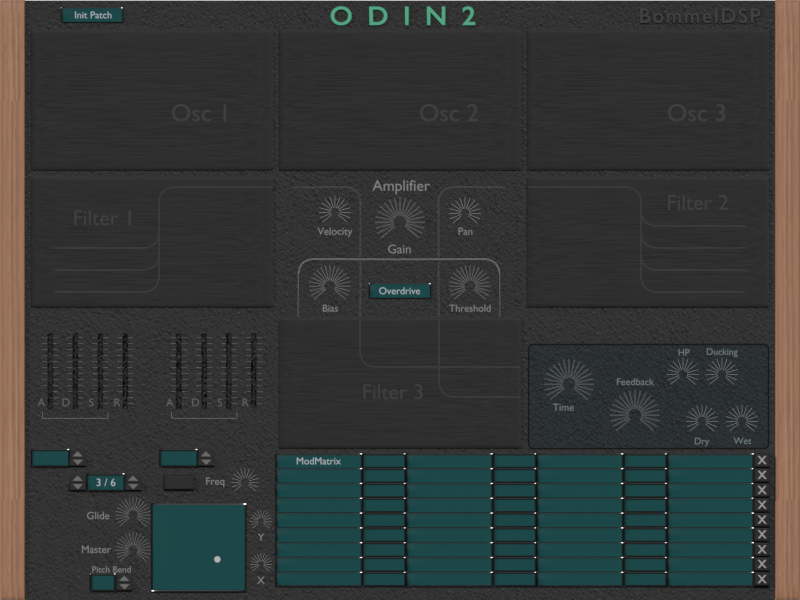 Init Patch
ODIN 2
BommelDSP
Osc 1
Osc 2
Osc 3
Amplifier
Filter 1
Filter 2
Velocity
Pan
Gain
Overdrive
Bias
Threshold
HP
Ducking
Feedback
Time
Filter 3
A D S R
A D S R
Dry
Wet
ModMatrix
X
X
X
X
X
X
X
X
X
3 / 6
Freq
Glide
Y
Master
Pitch Bend
X